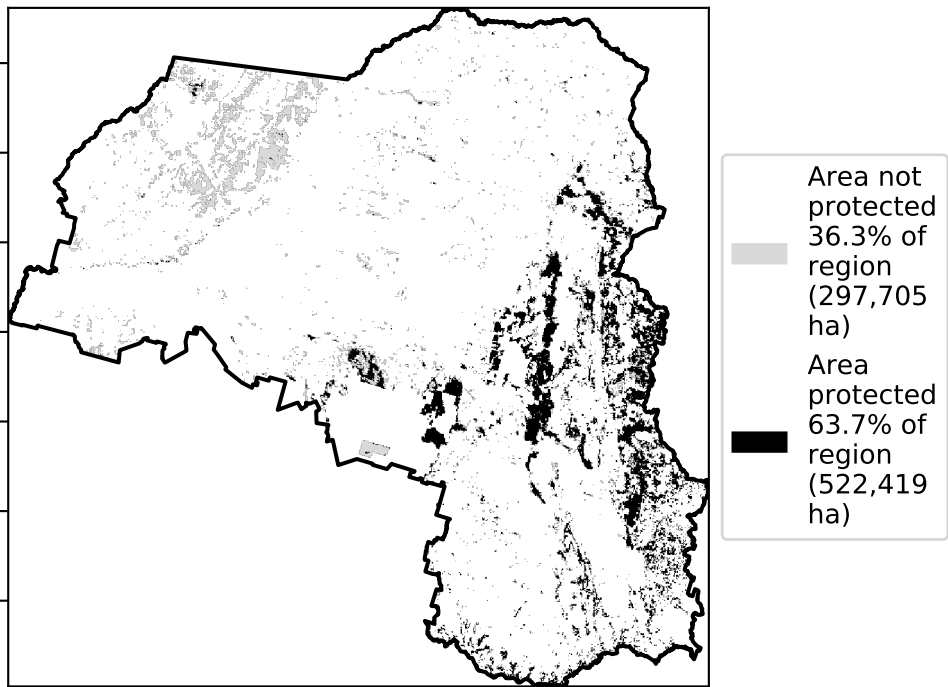 Area not
protected
36.3% of
region
(297,705
ha)
Area
protected
63.7% of
region
(522,419
ha)